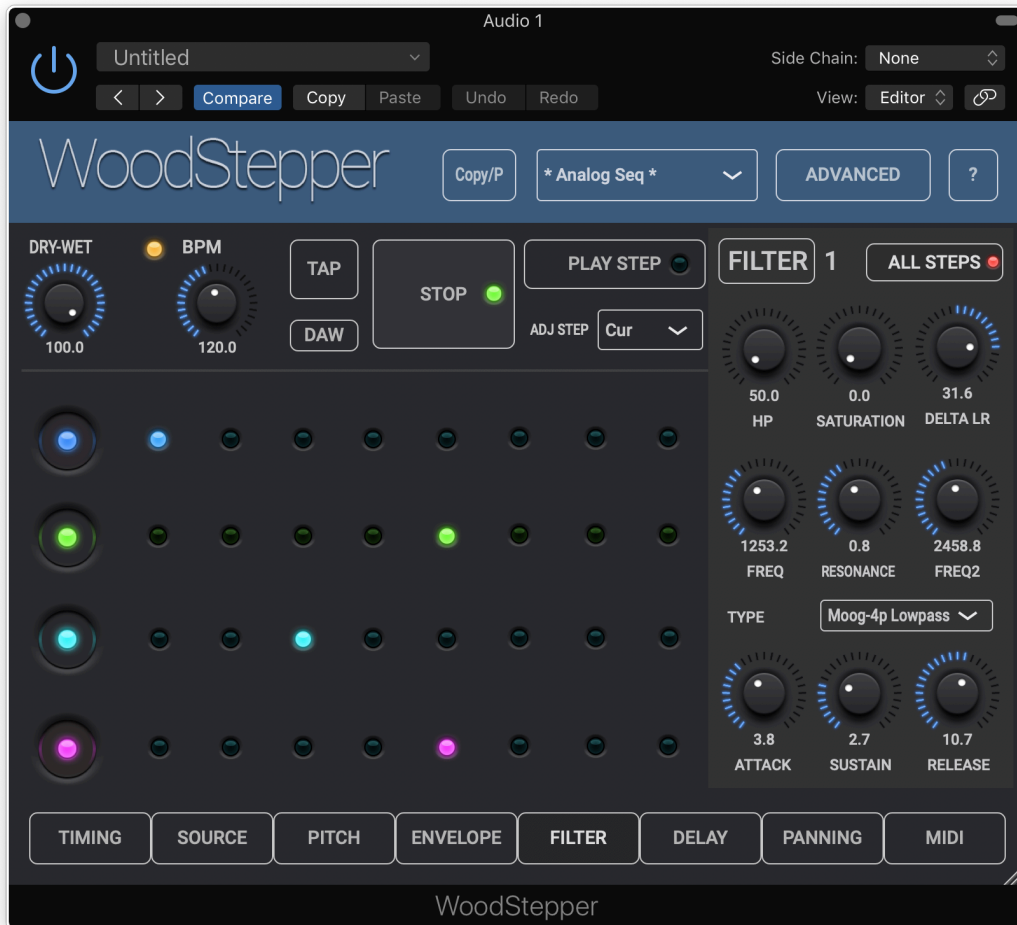 Audio 1
Untitled
Side Chain: None
Compare Copy Paste Undo Redo
View: Editor
WoodStepper
Copy/P
* Analog Seq *
ADVANCED
?
DRY-WET
100.0
BPM
120.0
TAP
DAW
STOP
PLAY STEP
ADJ STEP Cur
FILTER 1
ALL STEPS
50.0
HP
0.0
SATURATION
31.6
DELTA LR
1253.2
FREQ
0.8
RESONANCE
2458.8
FREQ2
TYPE Moog-4p Lowpass
3.8
ATTACK
2.7
SUSTAIN
10.7
RELEASE
TIMING SOURCE PITCH ENVELOPE FILTER DELAY PANNING MIDI
WoodStepper